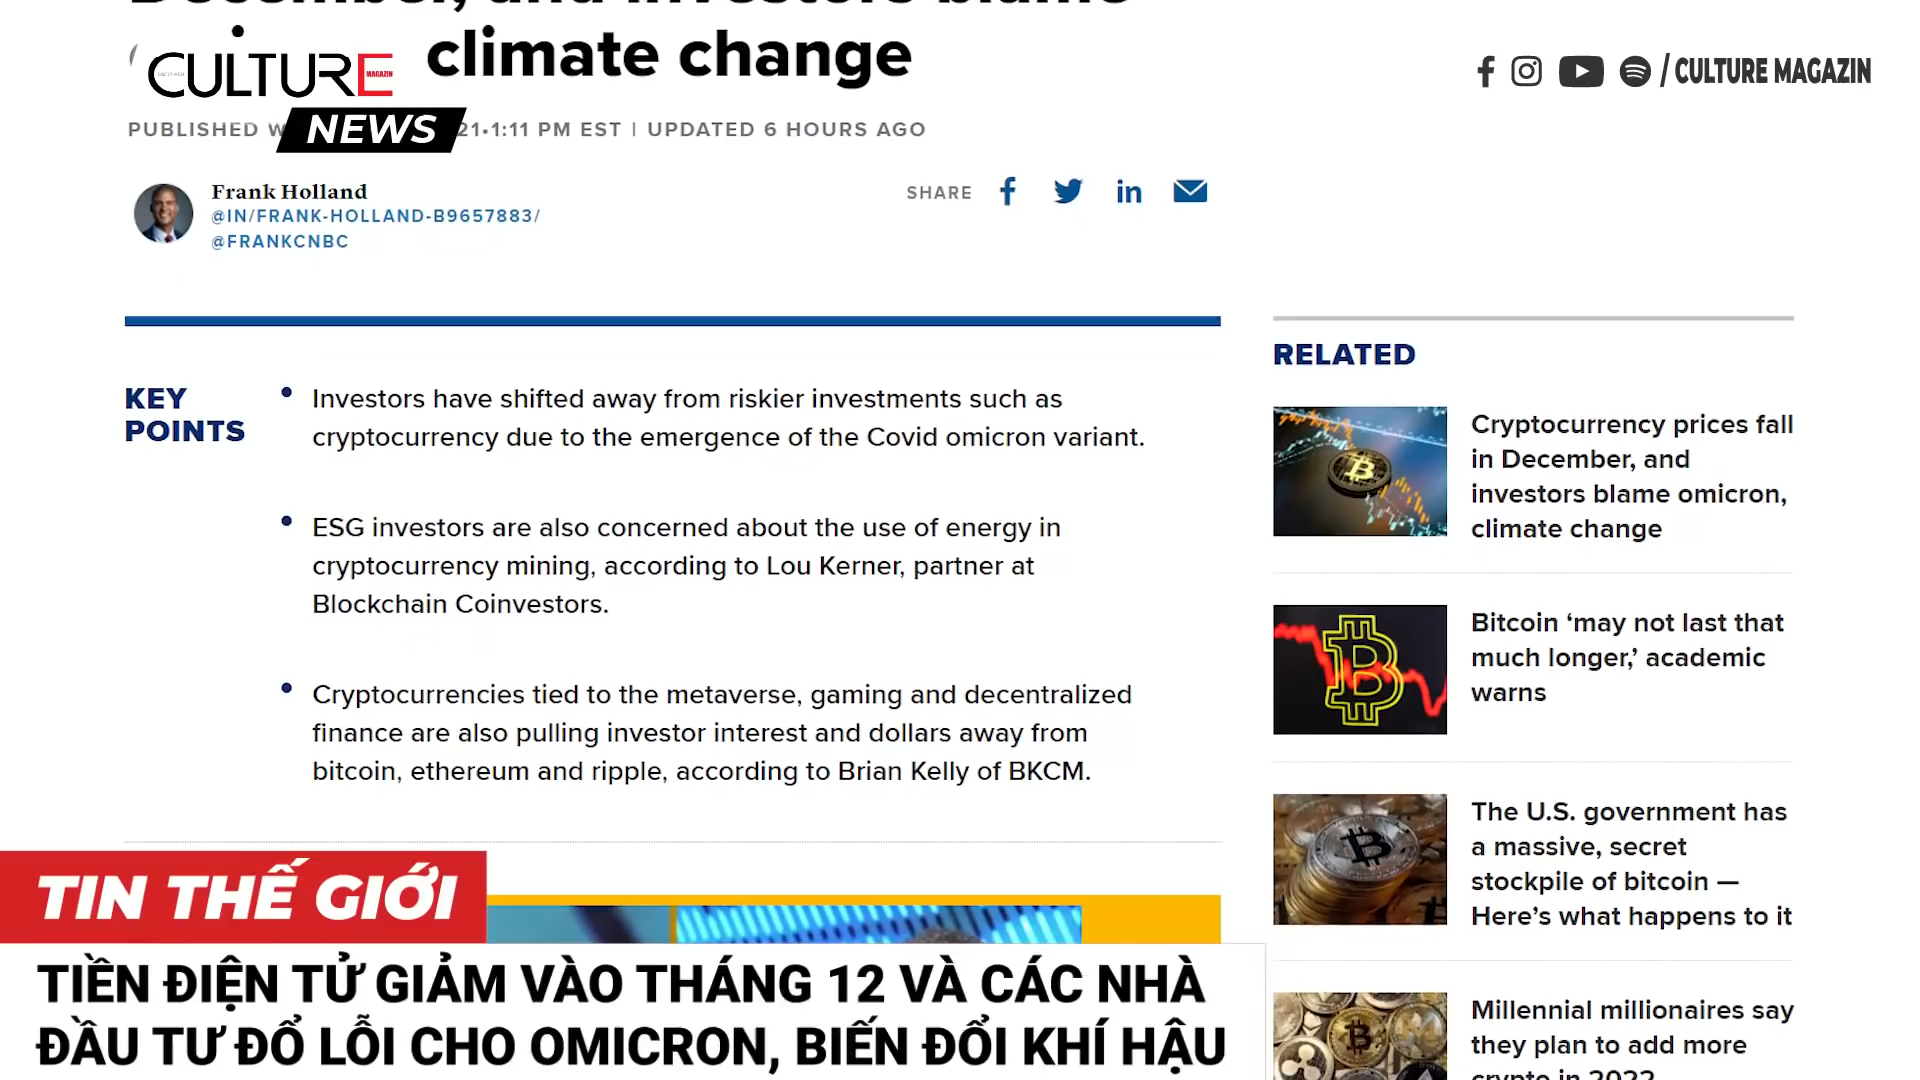 December, and investors blame
climate change
CULTURE
MAGAZIN
NEWS
/ CULTURE MAGAZIN
PUBLISHED W
21•1:11 PM EST | UPDATED 6 HOURS AGO
Frank Holland
@IN/FRANK-HOLLAND-B9657883/
@FRANKCNBC
SHARE
KEY
POINTS
• Investors have shifted away from riskier investments such as
cryptocurrency due to the emergence of the Covid omicron variant.
• ESG investors are also concerned about the use of energy in
cryptocurrency mining, according to Lou Kerner, partner at
Blockchain Coinvestors.
• Cryptocurrencies tied to the metaverse, gaming and decentralized
finance are also pulling investor interest and dollars away from
bitcoin, ethereum and ripple, according to Brian Kelly of BKCM.
RELATED
Cryptocurrency prices fall
in December, and
investors blame omicron,
climate change
Bitcoin ‘may not last that
much longer,’ academic
warns
The U.S. government has
a massive, secret
stockpile of bitcoin —
Here’s what happens to it
Millennial millionaires say
they plan to add more
crypto in 2022
TIN THẾ GIỚI
TIỀN ĐIỆN TỬ GIẢM VÀO THÁNG 12 VÀ CÁC NHÀ
ĐẦU TƯ ĐỔ LỖI CHO OMICRON, BIẾN ĐỔI KHÍ HẬU